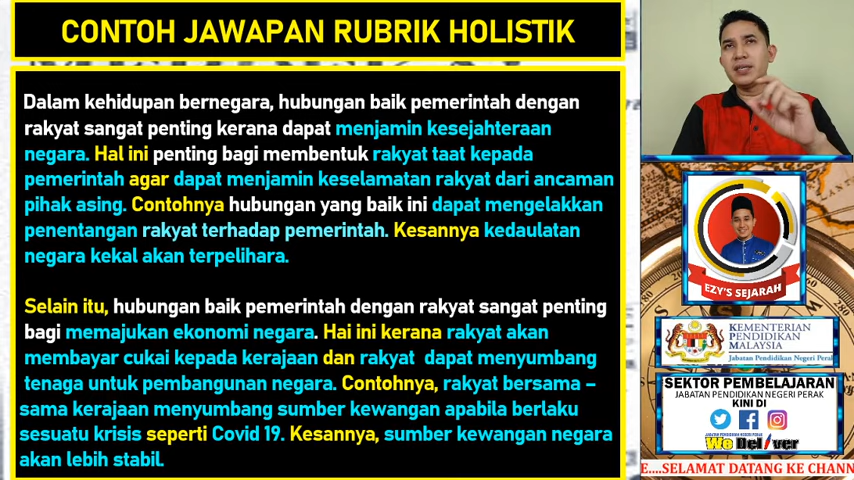 CONTOH JAWAPAN RUBRIK HOLISTIK
Dalam kehidupan bernegara, hubungan baik pemerintah dengan
rakyat sangat penting kerana dapat menjamin kesejahteraan
negara. Hal ini penting bagi membentuk rakyat taat kepada
pemerintah agar dapat menjamin keselamatan rakyat dari ancaman
pihak asing. Contohnya hubungan yang baik ini dapat mengelakkan
penentangan rakyat terhadap pemerintah. Kesannya kedaulatan
negara kekal akan terpelihara.
Selain itu, hubungan baik pemerintah dengan rakyat sangat penting
bagi memajukan ekonomi negara. Hai ini kerana rakyat akan
membayar cukai kepada kerajaan dan rakyat dapat menyumbang
tenaga untuk pembangunan negara. Contohnya, rakyat bersama –
sama kerajaan menyumbang sumber kewangan apabila berlaku
sesuatu krisis seperti Covid 19. Kesannya, sumber kewangan negara
akan lebih stabil.
EZY'S SEJARAH
KEMENTERIAN
PENDIDIKAN
MALAYSIA
Jabatan Pendidikan Negeri Perak
SEKTOR PEMBELAJARAN
JABATAN PENDIDIKAN NEGERI PERAK
KINI DI
We Deliver
E....SELAMAT DATANG KE CHANN